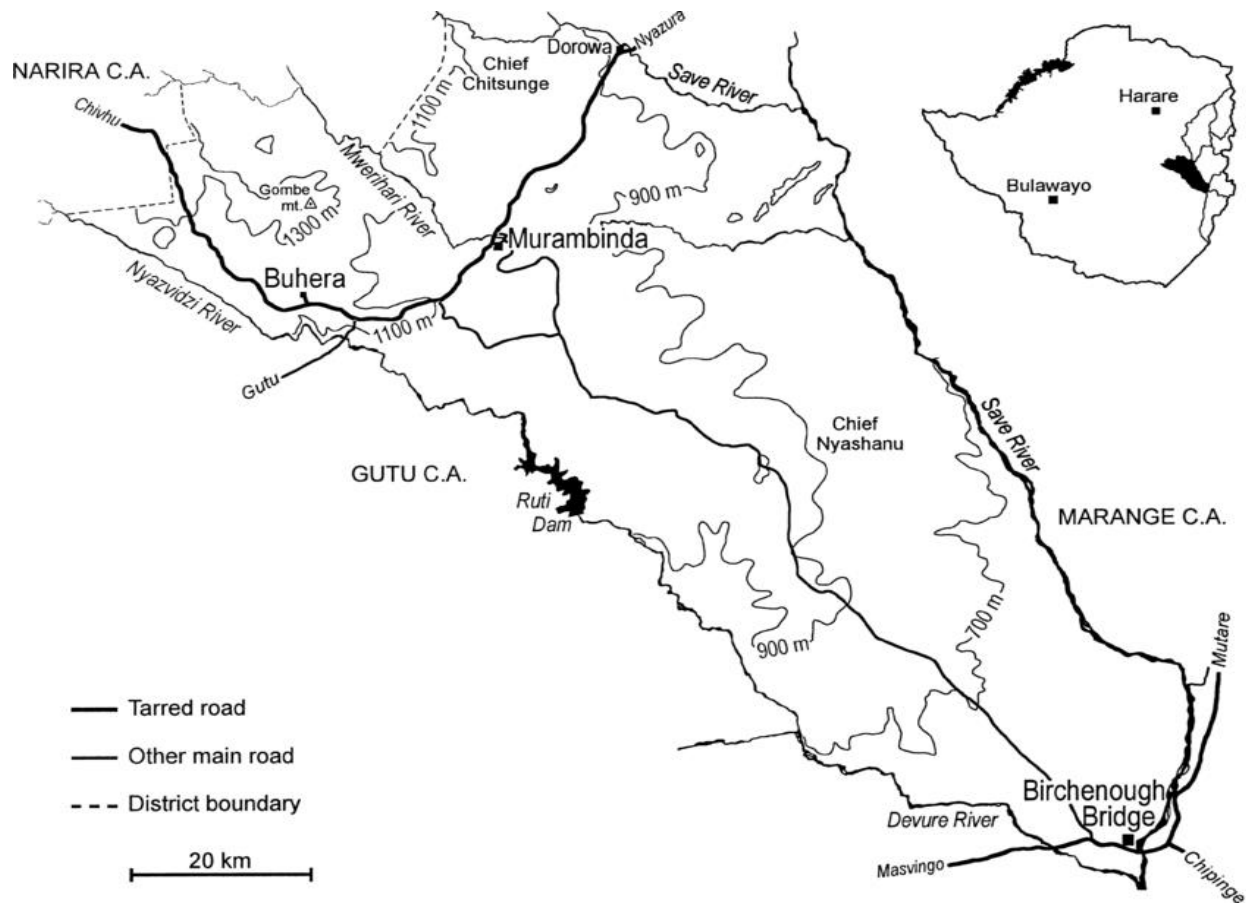 NARIRA C.A.
Chivhu
Chief
Chitsunge
1100 m
Dorowa
Nyazura
Save River
Harare
Bulawayo
Gombe
mt.
1300 m
Mwerihari River
900 m
Murambinda
Buhera
Nyazvidzi River
1100 m
Gutu
Chief
Nyashanu
Save River
GUTU C.A.
Ruti
Dam
MARANGE C.A.
900 m
700 m
Mutare
Tarred road
Other main road
District boundary
20 km
Birchenough
Bridge
Devure River
Masvingo
Chipinge